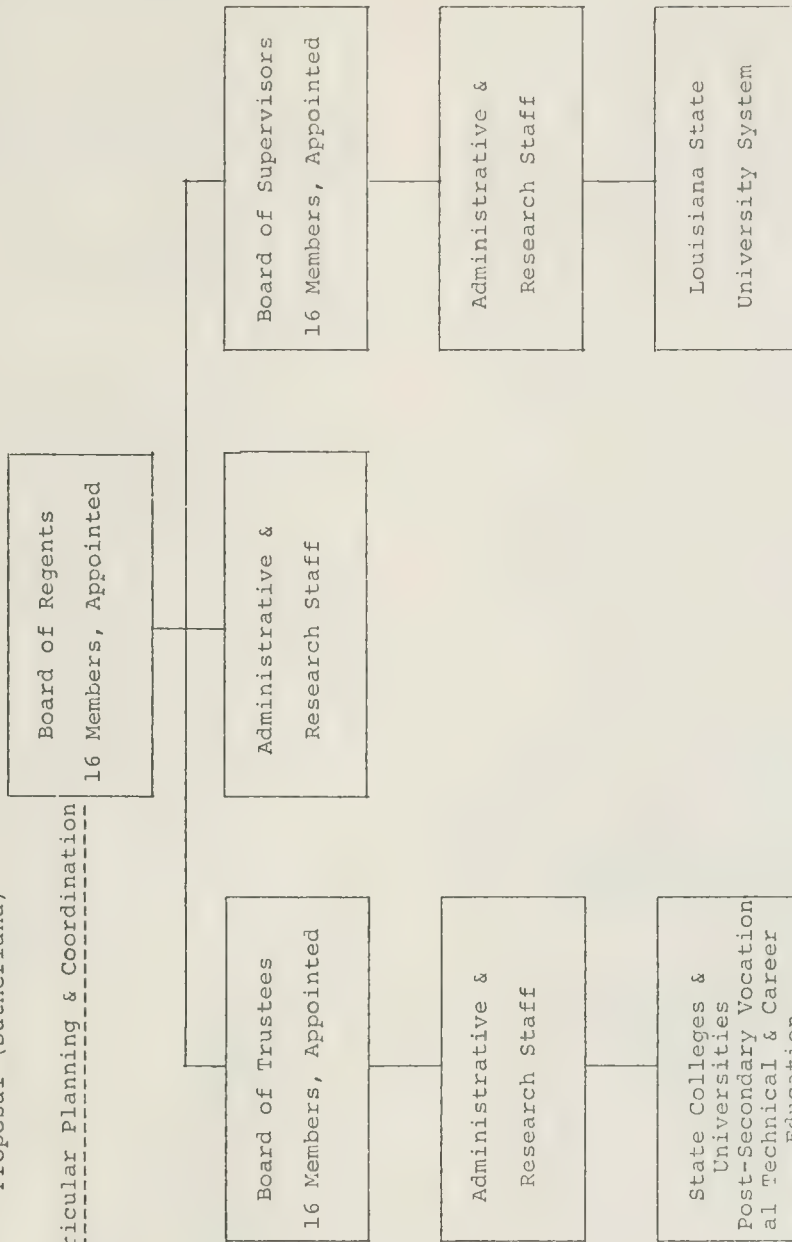 Proposal (Sutherland)
ricular Planning & Coordination
Board of Regents
16 Members, Appointed
Board of Trustees
16 Members, Appointed
Administrative &
Research Staff
Board of Supervisors
16 Members, Appointed
Administrative &
Research Staff
Administrative &
Research Staff
State Colleges &
Universities
Post-Secondary Vocation
al Technical & Career
Education
Louisiana State
University System